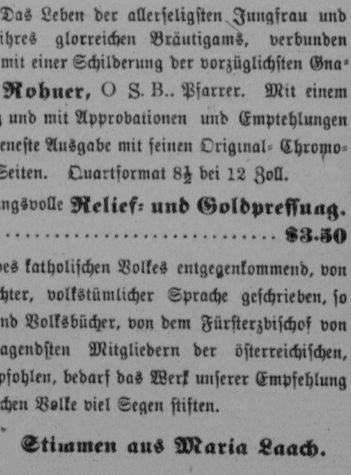 Das Leben der allerseligsten Jungfrau und
ihres glorreichen Bräutigams, verbunden
mit einer Schilderung der vorzüglichsten Gna-
Rohner, O S. B.. Pfarrer. Mit einem
und mit Approbationen und Empfehlungen
eneste Ausgabe mit feinen Original- Chromo-
Seiten. Quartformat 8½ bei 12 Zoll.
ngsvolle Relief- und Goldpressung.
............................ $3.50
es katholischen Volkes entgegenkommend, von
chter, volkstümlicher Sprache geschrieben, so
nd Volksbücher, von dem Fürsterzbischof von
agendsten Mitgliedern der österreichischen,
pfohlen, bedarf das Werk unserer Empfehlung
chen Volke viel Segen stiften.
Stimmen aus Maria Laach.